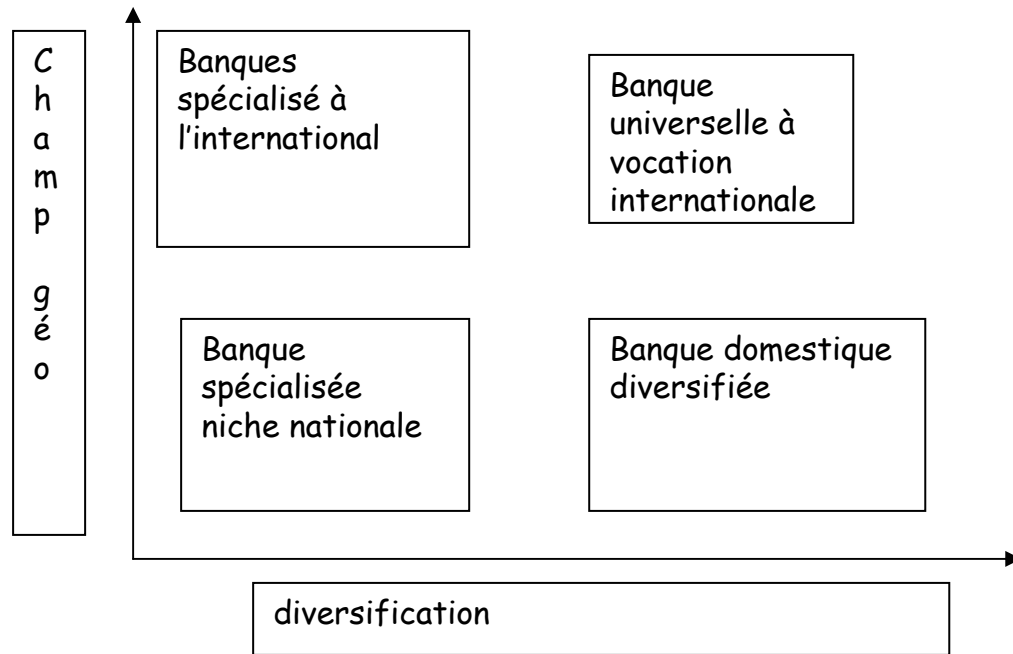 C
h
a
m
p
g
é
o
Banques
spécialisé à
l'international
Banque
universelle à
vocation
internationale
Banque
spécialisée
niche nationale
Banque domestique
diversifiée
diversification